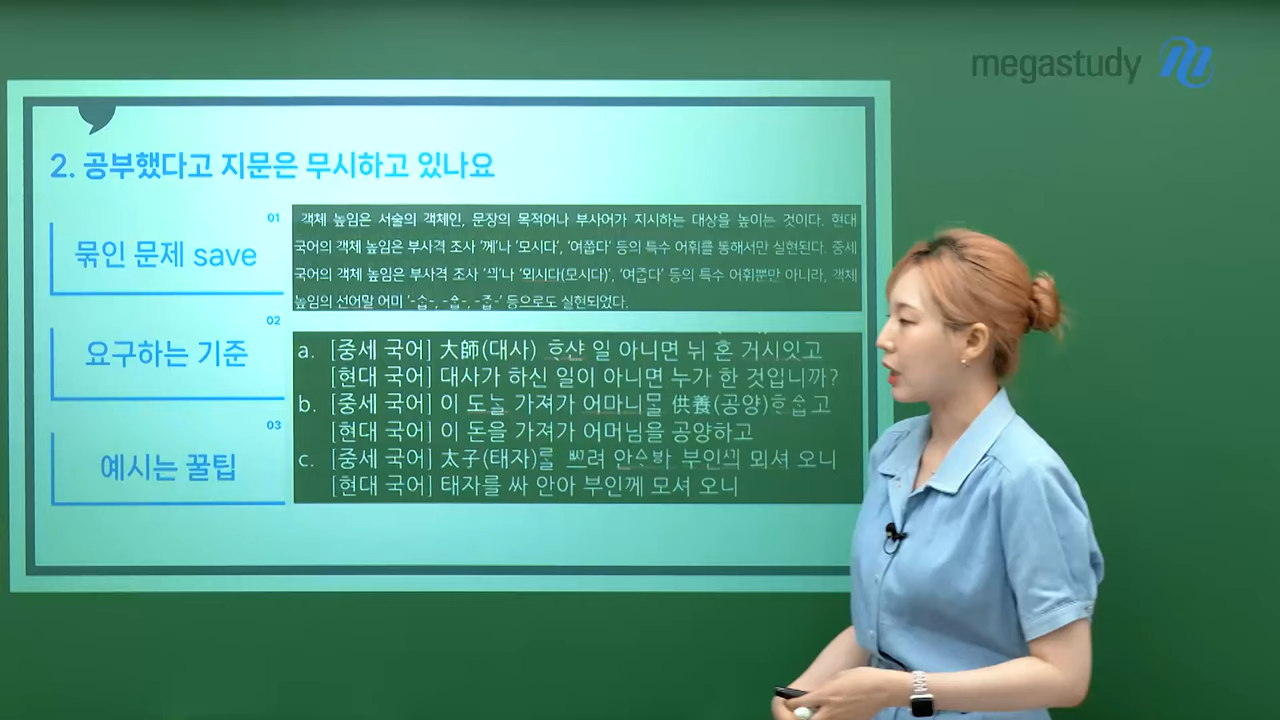 megastudy
2. 공부했다고 지문은 무시하고 있나요
01
묶인 문제 save
02
요구하는 기준
03
예시는 꿀팁
객체 높임은 서술의 객체인, 문장의 목적어나 부사어가 지시하는 대상을 높이는 것이다. 현대
국어의 객체 높임은 부사격 조사 '께'나 '모시다', '여쭙다' 등의 특수 어휘를 통해서만 실현된다. 중세
국어의 객체 높임은 부사격 조사 'ᄭᅴ'나 '뫼시다(모시다)', '여ᄌᆞᆸ다' 등의 특수 어휘뿐만 아니라, 객체
높임의 선어말 어미 '-ᄉᆞᆸ-, -ᄌᆞᆸ-' 등으로도 실현되었다.
a. [중세 국어] 大師(대사) ᄒᆞ샨 일 아니면 뉘 혼 거시잇고
[현대 국어] 대사가 하신 일이 아니면 누가 한 것입니까?
b. [중세 국어] 이 도ᄂᆞᆯ 가져가 어마니ᄆᆞᆯ 供養(공양)ᄒᆞᅀᆞᆸ고
[현대 국어] 이 돈을 가져가 어머님을 공양하고
c. [중세 국어] 太子(태자)ᄅᆞᆯ ᄡᅳ려 안ᅀᆞᄫᅡ 부인ᄭᅴ 뫼셔 오니
[현대 국어] 태자를 싸 안아 부인께 모셔 오니